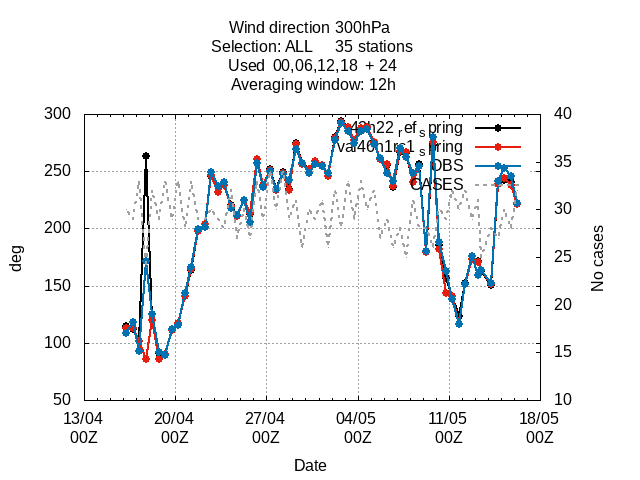 Wind direction 300hPa
Selection: ALL 35 stations
Used 00,06,12,18 + 24
Averaging window: 12h
300
250
200
150
100
50
deg
40
35
30
25
20
15
10
No cases
OBS
CASES
13/04 20/04 27/04 04/05 11/05 18/05
00Z 00Z 00Z 00Z 00Z 00Z
Date